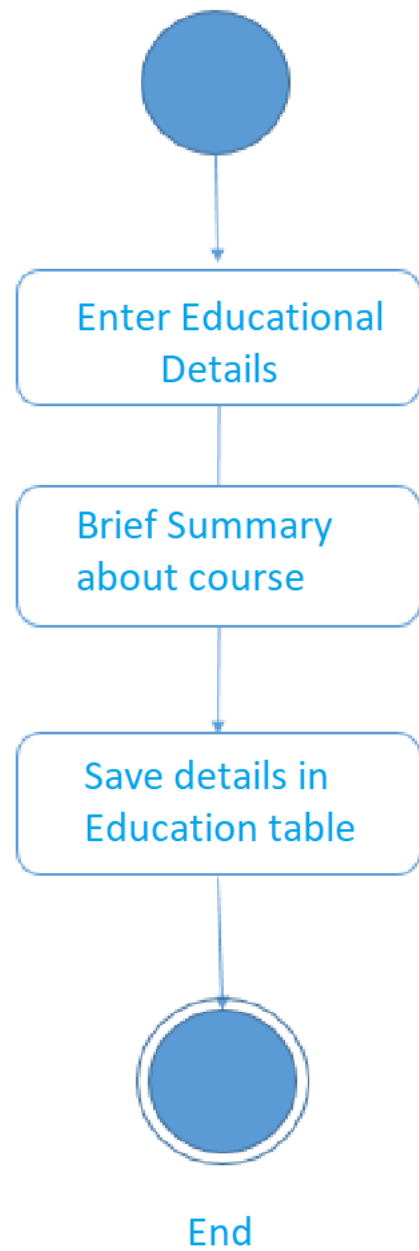 Enter Educational
Details
Brief Summary
about course
Save details in
Education table
End